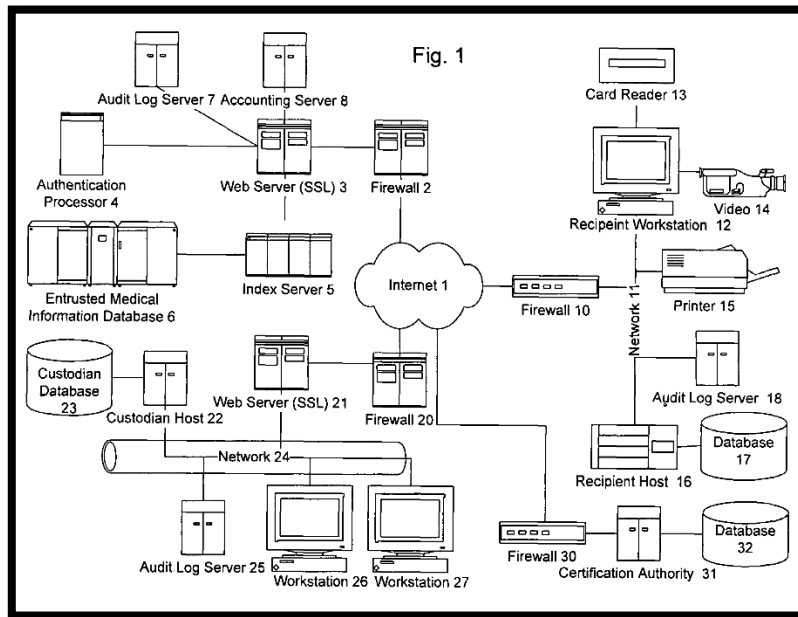 Fig. 1
Audit Log Server 7
Accounting Server 8
Card Reader 13
Authentication
Processor 4
Web Server (SSL) 3
Firewall 2
Recipeint Workstation
12
Video 14
Entrusted Medical
Information Database 6
Index Server 5
Internet 1
Firewall 10
Network 11
Printer 15
Custodian
Database
23
Custodian Host 22
Web Server (SSL) 21
Firewall 20
Audit Log Server
18
Network 24
Recipient Host 16
Database
17
Audit Log Server 25
Workstation 26
Workstation 27
Firewall 30
Certification Authority 31
Database
32